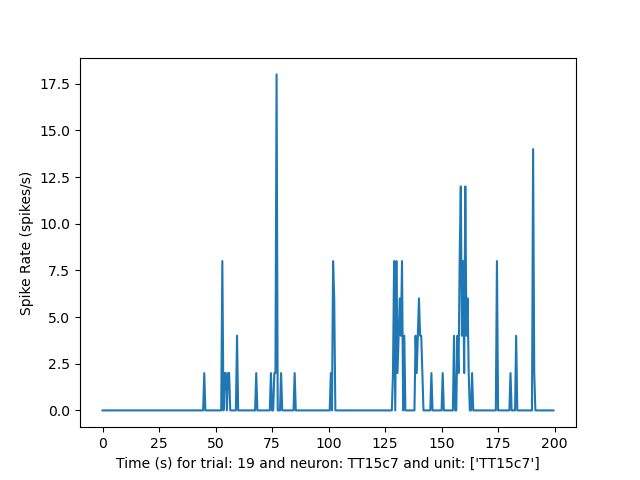 17.5
15.0
12.5
10.0
7.5
5.0
2.5
0.0
Spike Rate (spikes/s)
0 25 50 75 100 125 150 175 200
Time (s) for trial: 19 and neuron: TT15c7 and unit: ['TT15c7']